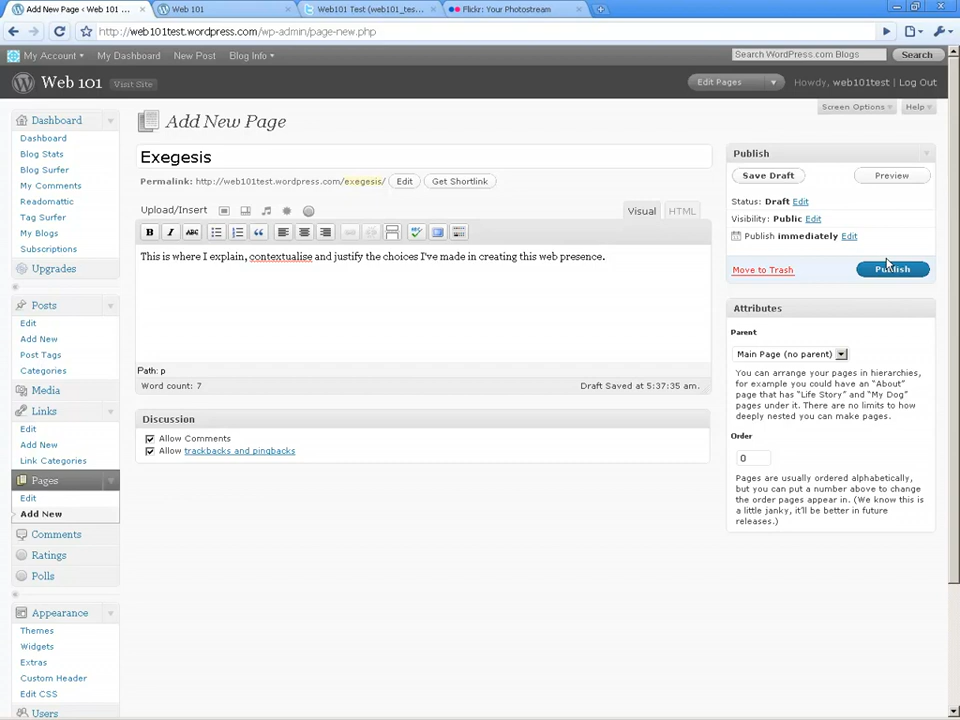 Add New Page < Web 101 ...
Web 101
Web101 Test (web101_tes...
Flickr: Your Photostream
http://web101test.wordpress.com/wp-admin/page-new.php
My Account
My Dashboard
New Post
Blog Info
Search WordPress.com Blogs
Search
Web 101
Visit Site
Edit Pages
Howdy, web101test | Log Out
Screen Options
Help
Dashboard
Dashboard
Blog Stats
Blog Surfer
My Comments
Readomattic
Tag Surfer
My Blogs
Subscriptions
Upgrades
Posts
Edit
Add New
Post Tags
Categories
Media
Links
Edit
Add New
Link Categories
Pages
Edit
Add New
Comments
Ratings
Polls
Appearance
Themes
Widgets
Extras
Custom Header
Edit CSS
Users
Add New Page
Exegesis
Permalink: http://web101test.wordpress.com/exegesis/ Edit Get Shortlink
Upload/Insert
Visual
HTML
B I ABC
This is where I explain, contextualise and justify the choices I've made in creating this web presence.
Path: p
Word count: 7
Draft Saved at 5:37:35 am.
Discussion
Allow Comments
Allow trackbacks and pingbacks
Publish
Save Draft
Preview
Status: Draft Edit
Visibility: Public Edit
Publish immediately Edit
Move to Trash
Publish
Attributes
Parent
Main Page (no parent)
You can arrange your pages in hierarchies,
for example you could have an "About"
page that has "Life Story" and "My Dog"
pages under it. There are no limits to how
deeply nested you can make pages.
Order
0
Pages are usually ordered alphabetically,
but you can put a number above to change
the order pages appear in. (We know this is
a little janky, it'll be better in future
releases.)